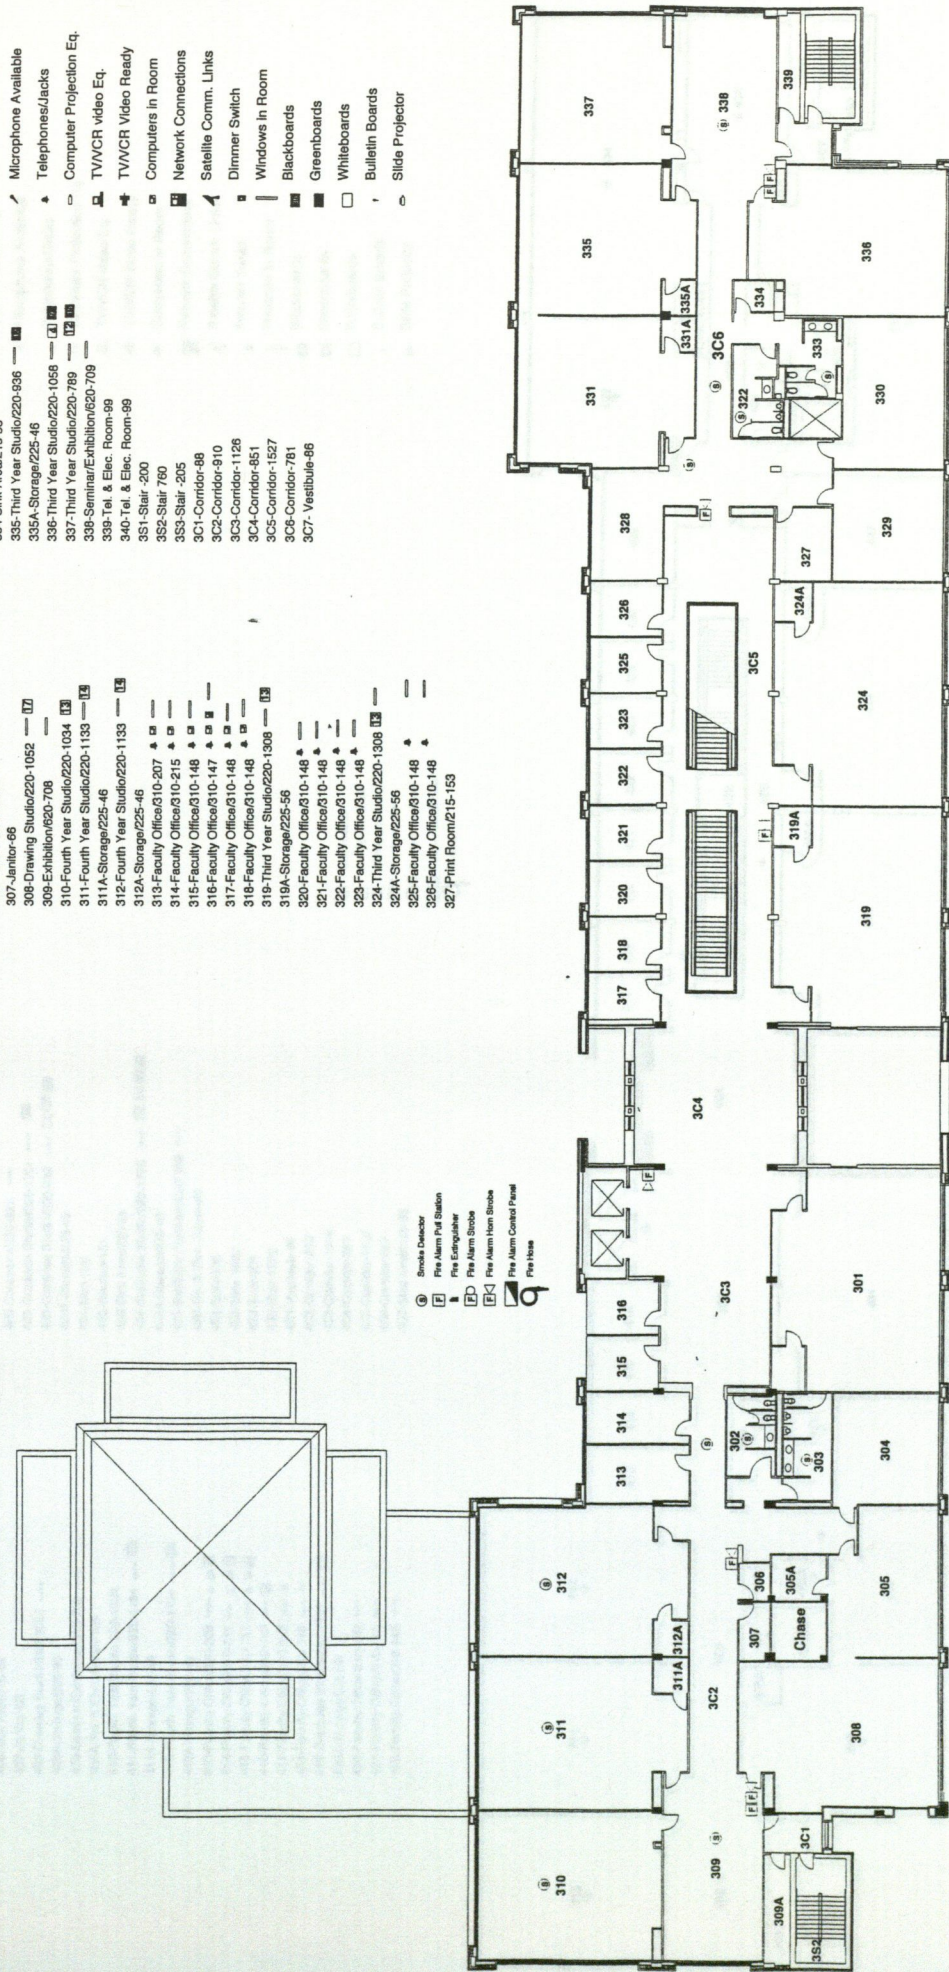 307-Janitor-66
308-Drawing Studio/220-1052 17
309-Exhibition/620-708
310-Fourth Year Studio/220-1034 13
311-Fourth Year Studio/220-1133 14
311A-Storage/225-46
312-Fourth Year Studio/220-1133 14
312A-Storage/225-46
313-Faculty Office/310-207
314-Faculty Office/310-215
315-Faculty Office/310-148
316-Faculty Office/310-147
317-Faculty Office/310-148
318-Faculty Office/310-148
319-Third Year Studio/220-1308 13
319A-Storage/225-56
320-Faculty Office/310-148
321-Faculty Office/310-148
322-Faculty Office/310-148
323-Faculty Office/310-148
324-Third Year Studio/220-1308
324A-Storage/225-56
325-Faculty Office/310-148
326-Faculty Office/310-148
327-Print Room/215-153
335-Third Year Studio/220-936
335A-Storage/225-46
336-Third Year Studio/220-1058
337-Third Year Studio/220-789 12
338-Seminar/Exhibition/620-709
339-Tel. & Elec. Room-99
340-Tel. & Elec. Room-99
3S1-Stair -200
3S2-Stair 760
3S3-Stair -205
3C1-Corridor-88
3C2-Corridor-910
3C3-Corridor-1126
3C4-Corridor-851
3C5-Corridor-1527
3C6-Corridor-781
3C7- Vestibule-86
Microphone Available
Telephones/Jacks
Computer Projection Eq.
TV/VCR video Eq.
TV/VCR Video Ready
Computers in Room
Network Connections
Satellite Comm. Links
Dimmer Switch
Windows in Room
Blackboards
Greenboards
Whiteboards
Bulletin Boards
Slide Projector
S Smoke Detector
F Fire Alarm Pull Station
Fire Extinguisher
F Fire Alarm Strobe
F Fire Alarm Horn Strobe
Fire Alarm Control Panel
Fire Hose
310
311
312
313
314
315
316
317
318
320
321
322
323
325
326
328
331
335
337
311A
312A
331A
335A
309
3C2
3C3
3C4
3C5
3C6
338
309A
3S2
3C1
308
307
306
Chase
305A
305
302
303
304
301
319
319A
324
324A
327
329
330
322
333
334
336
339